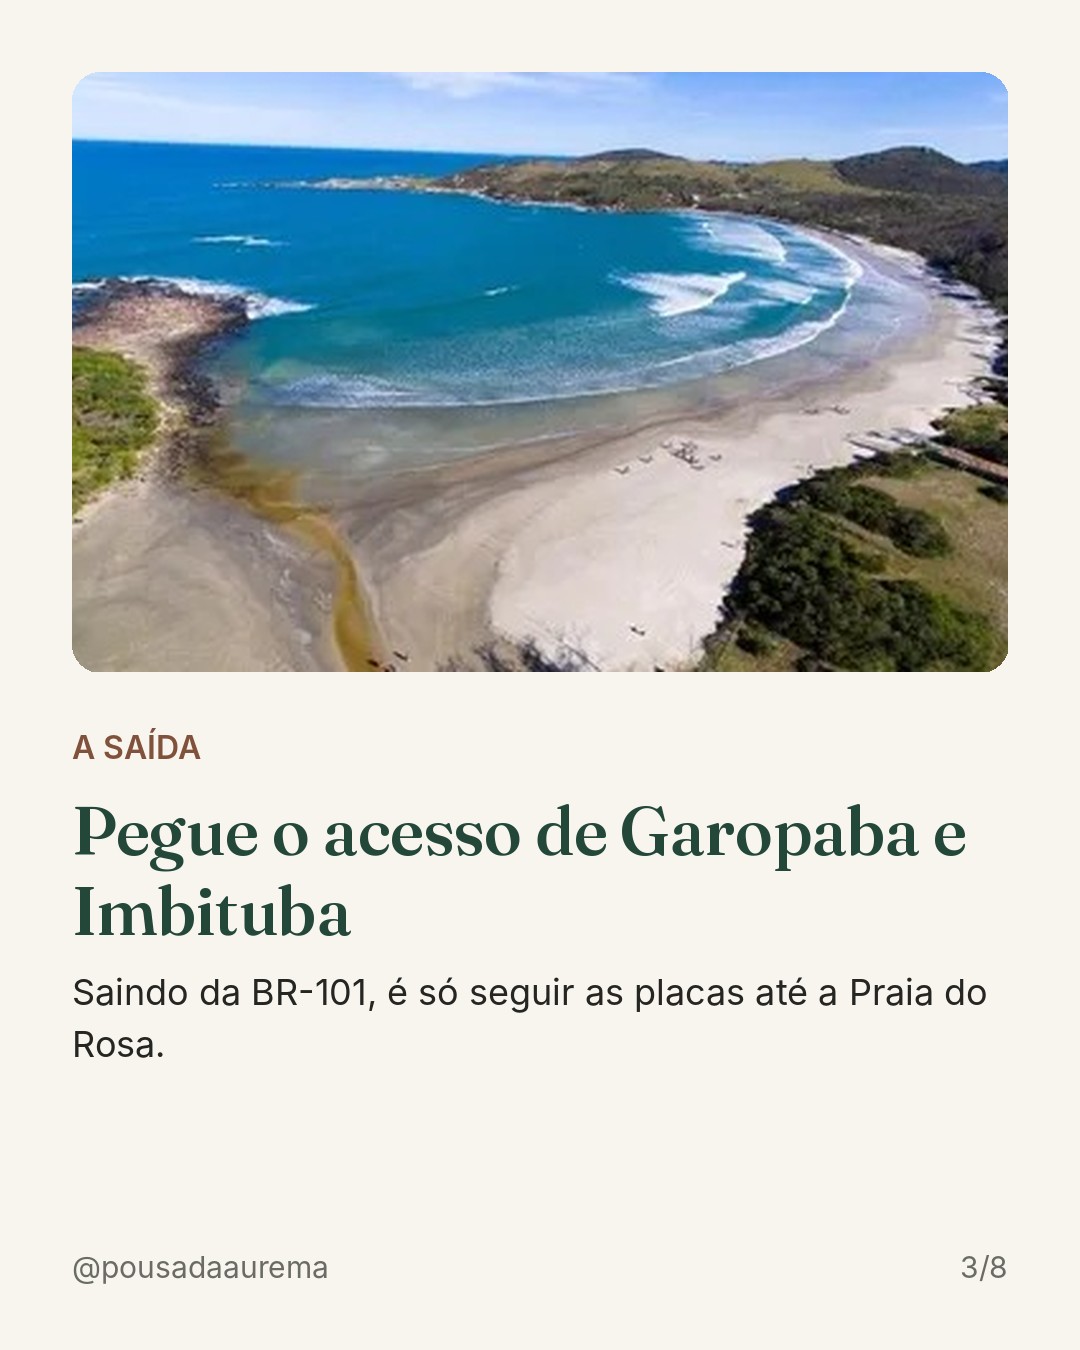 A SAÍDA
Pegue o acesso de Garopaba e
Imbituba
Saindo da BR-101, é só seguir as placas até a Praia do
Rosa.
@pousadaaurema
3/8